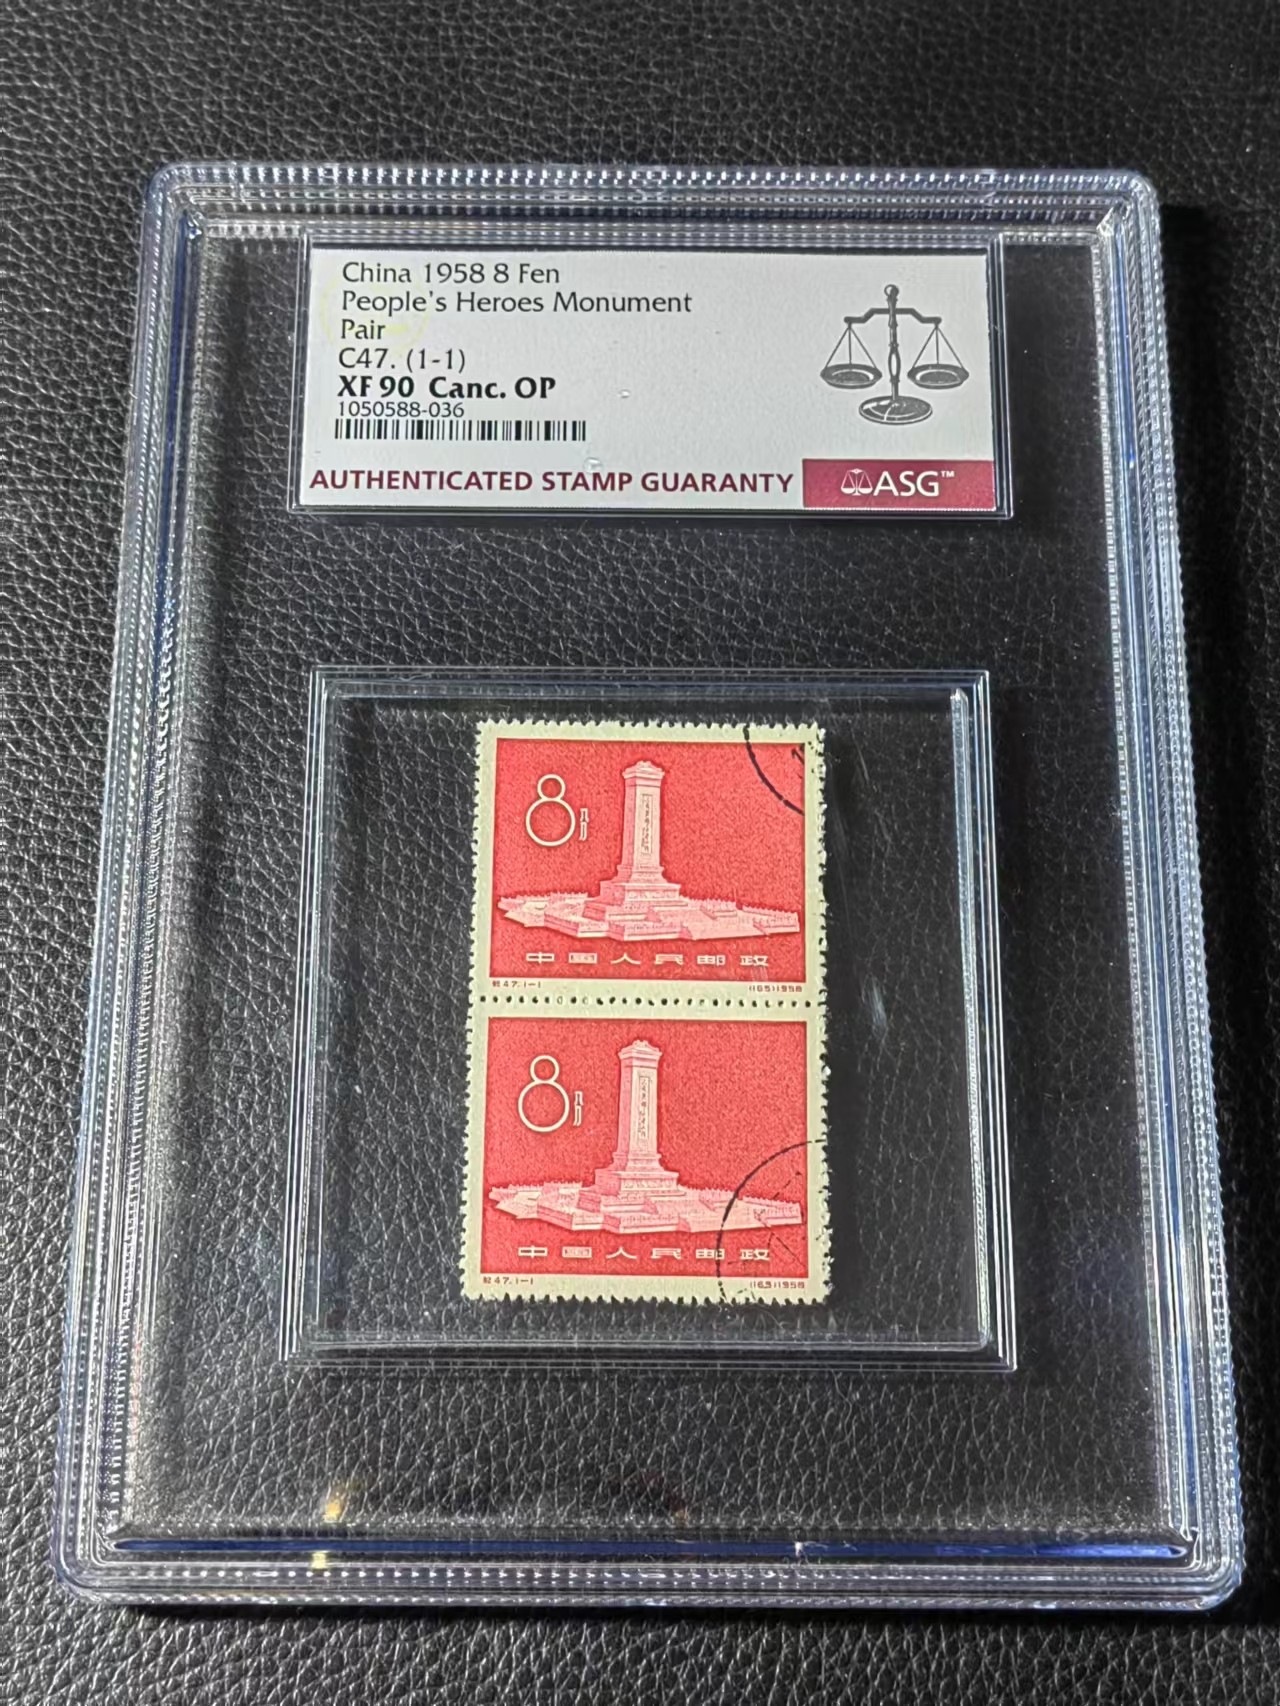 China 1958 8 Fen
People's Heroes Monument
Pair
C47. (1-1)
XF 90 Canc. OP
1050588-036
AUTHENTICATED STAMP GUARANTY
ASG™
8
八分
中国人民邮政
纪47.1-1
(165)1958
8
八分
中国人民邮政
纪47.1-1
(165)1958